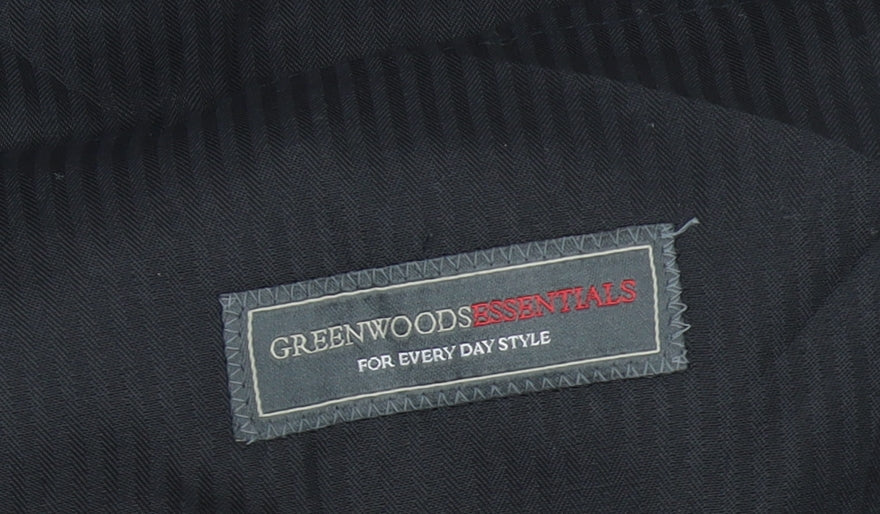 GREENWOODSESSENTIALS
FOR EVERY DAY STYLE